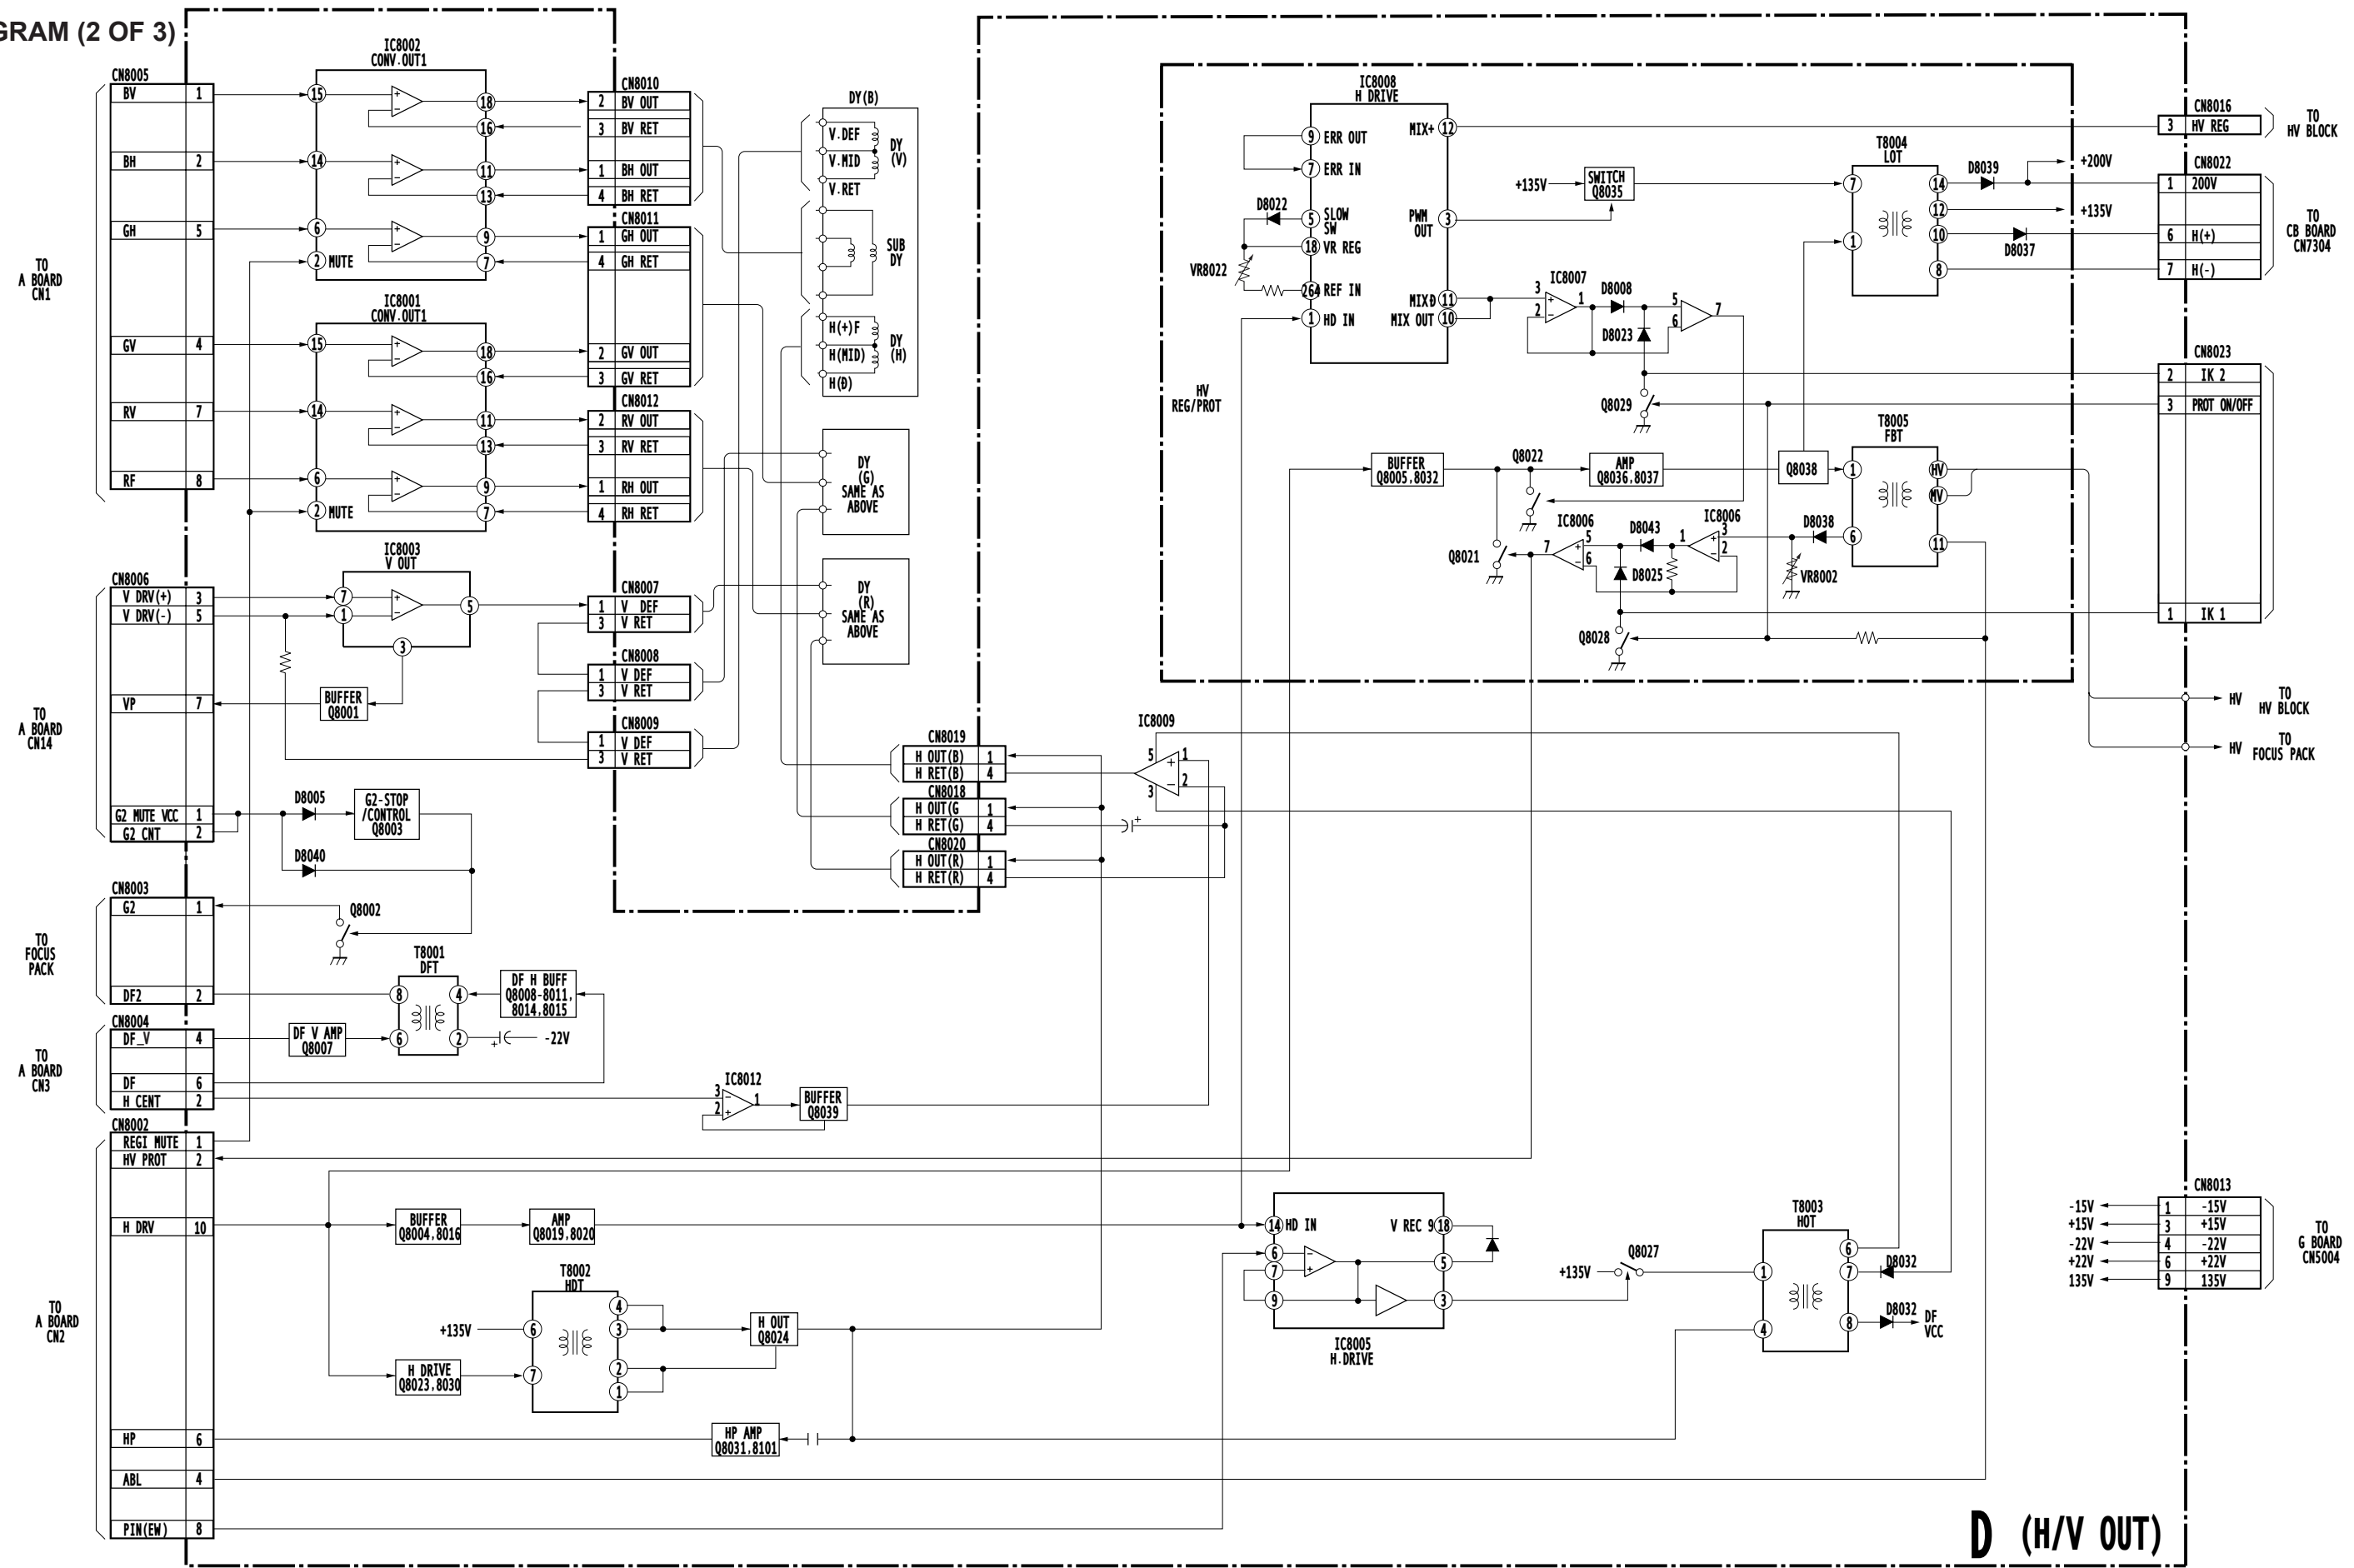 GRAM (2 OF 3)
CN8005
BV 1
BH 2
GH 5
GV 4
RV 7
RF 8
TO
A BOARD
CN1
IC8002
CONV.OUT1
15
18
16
14
11
13
6
9
2 MUTE
7
IC8001
CONV.OUT1
15
18
16
14
11
13
6
9
2 MUTE
7
CN8010
2 BV OUT
3 BV RET
1 BH OUT
4 BH RET
CN8011
1 GH OUT
4 GH RET
2 GV OUT
3 GV RET
CN8012
2 RV OUT
3 RV RET
1 RH OUT
4 RH RET
DY(B)
V.DEF
V.MID
V.RET
DY
(V)
SUB
DY
H(+)F
H(MID)
H(Ð)
DY
(H)
DY
(G)
SAME AS
ABOVE
DY
(R)
SAME AS
ABOVE
CN8006
V DRV(+) 3
V DRV(-) 5
VP 7
G2 MUTE VCC 1
G2 CNT 2
TO
A BOARD
CN14
IC8003
V OUT
7
1
5
3
BUFFER
Q8001
CN8007
1 V DEF
3 V RET
CN8008
1 V DEF
3 V RET
CN8009
1 V DEF
3 V RET
D8005
G2-STOP
/CONTROL
Q8003
D8040
CN8003
G2 1
DF2 2
TO
FOCUS
PACK
Q8002
T8001
DFT
8
4
6
2
DF H BUFF
Q8008-8011.
8014.8015
-22V
CN8004
DF_V 4
DF 6
H CENT 2
TO
A BOARD
CN3
DF V AMP
Q8007
IC8012
3
2
1
BUFFER
Q8039
CN8002
REGI MUTE 1
HV PROT 2
H DRV 10
HP 6
ABL 4
PIN(EW) 8
TO
A BOARD
CN2
BUFFER
Q8004.8016
AMP
Q8019.8020
T8002
HDT
+135V
6
7
4
3
2
1
H DRIVE
Q8023.8030
H OUT
Q8024
HP AMP
Q8031.8101
CN8019
H OUT(B) 1
H RET(B) 4
CN8018
H OUT(G 1
H RET(G) 4
CN8020
H OUT(R) 1
H RET(R) 4
IC8009
5
1
2
3
HV
REG/PROT
IC8008
H DRIVE
9 ERR OUT
7 ERR IN
5 SLOW
SW
18 VR REG
264 REF IN
1 HD IN
MIX+ 12
PWM
OUT
3
MIXÐ 11
MIX OUT 10
D8022
VR8022
+135V
SWITCH
Q8035
IC8007
3
2
1
D8008
D8023
5
6
7
Q8029
T8004
LOT
7
1
14
12
10
8
D8039
+200V
+135V
D8037
BUFFER
Q8005.8032
Q8022
AMP
Q8036.8037
Q8038
T8005
FBT
1
HV
MV
6
11
Q8021
IC8006
7
5
6
D8043
D8025
IC8006
1
3
2
D8038
VR8002
Q8028
CN8016
3 HV REG
TO
HV BLOCK
CN8022
1 200V
6 H(+)
7 H(-)
TO
CB BOARD
CN7304
CN8023
2 IK 2
3 PROT ON/OFF
1 IK 1
HV
TO
HV BLOCK
HV
TO
FOCUS PACK
14 HD IN
6
7
9
V REC 9 18
5
3
IC8005
H.DRIVE
+135V
Q8027
T8003
HOT
1
4
6
7
8
D8032
D8032
DF
VCC
CN8013
-15V 1 -15V
+15V 3 +15V
-22V 4 -22V
+22V 6 +22V
135V 9 135V
TO
G BOARD
CN5004
D (H/V OUT)